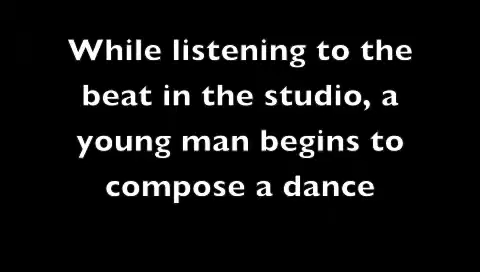 While listening to the
beat in the studio, a
young man begins to
compose a dance